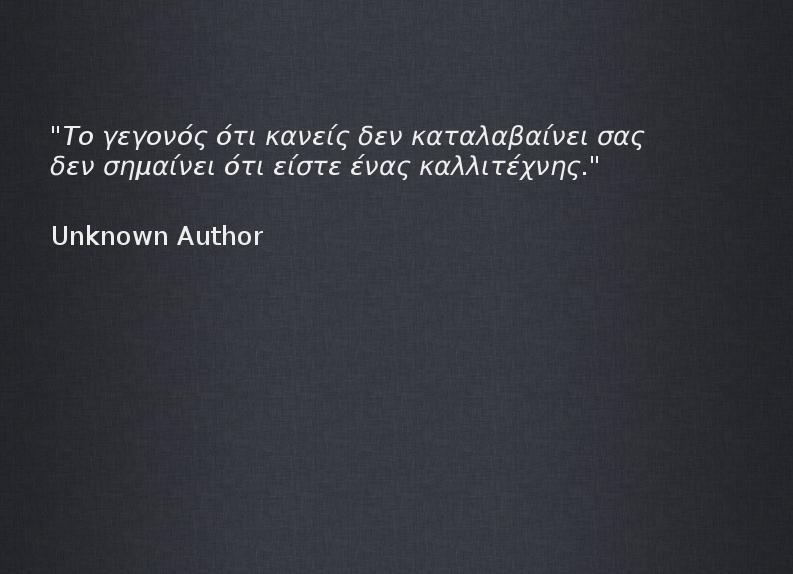 "Το γεγονός ότι κανείς δεν καταλαβαίνει σας
δεν σημαίνει ότι είστε ένας καλλιτέχνης."
Unknown Author